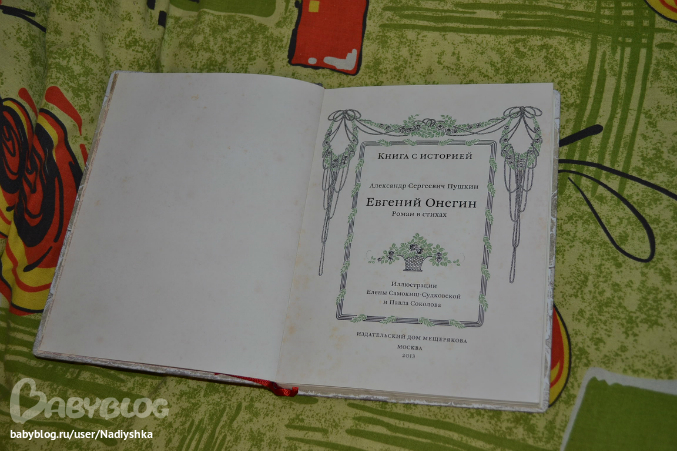 Книга с историей
Александр Сергеевич Пушкин
Евгений Онегин
Роман в стихах
Иллюстрации
Елены Самокиш-Судковской
и Павла Соколова
Издательский дом Мещерякова
Москва
2013
BABYBLOG
babyblog.ru/user/Nadiyshka